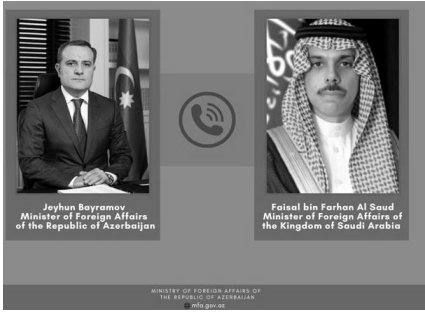 Jeyhun Bayramov
Minister of Foreign Affairs
of the Republic of Azerbaijan
Faisal bin Farhan Al Saud
Minister of Foreign Affairs of
the Kingdom of Saudi Arabia
MINISTRY OF FOREIGN AFFAIRS OF
THE REPUBLIC OF AZERBAIJAN
mfa.gov.az